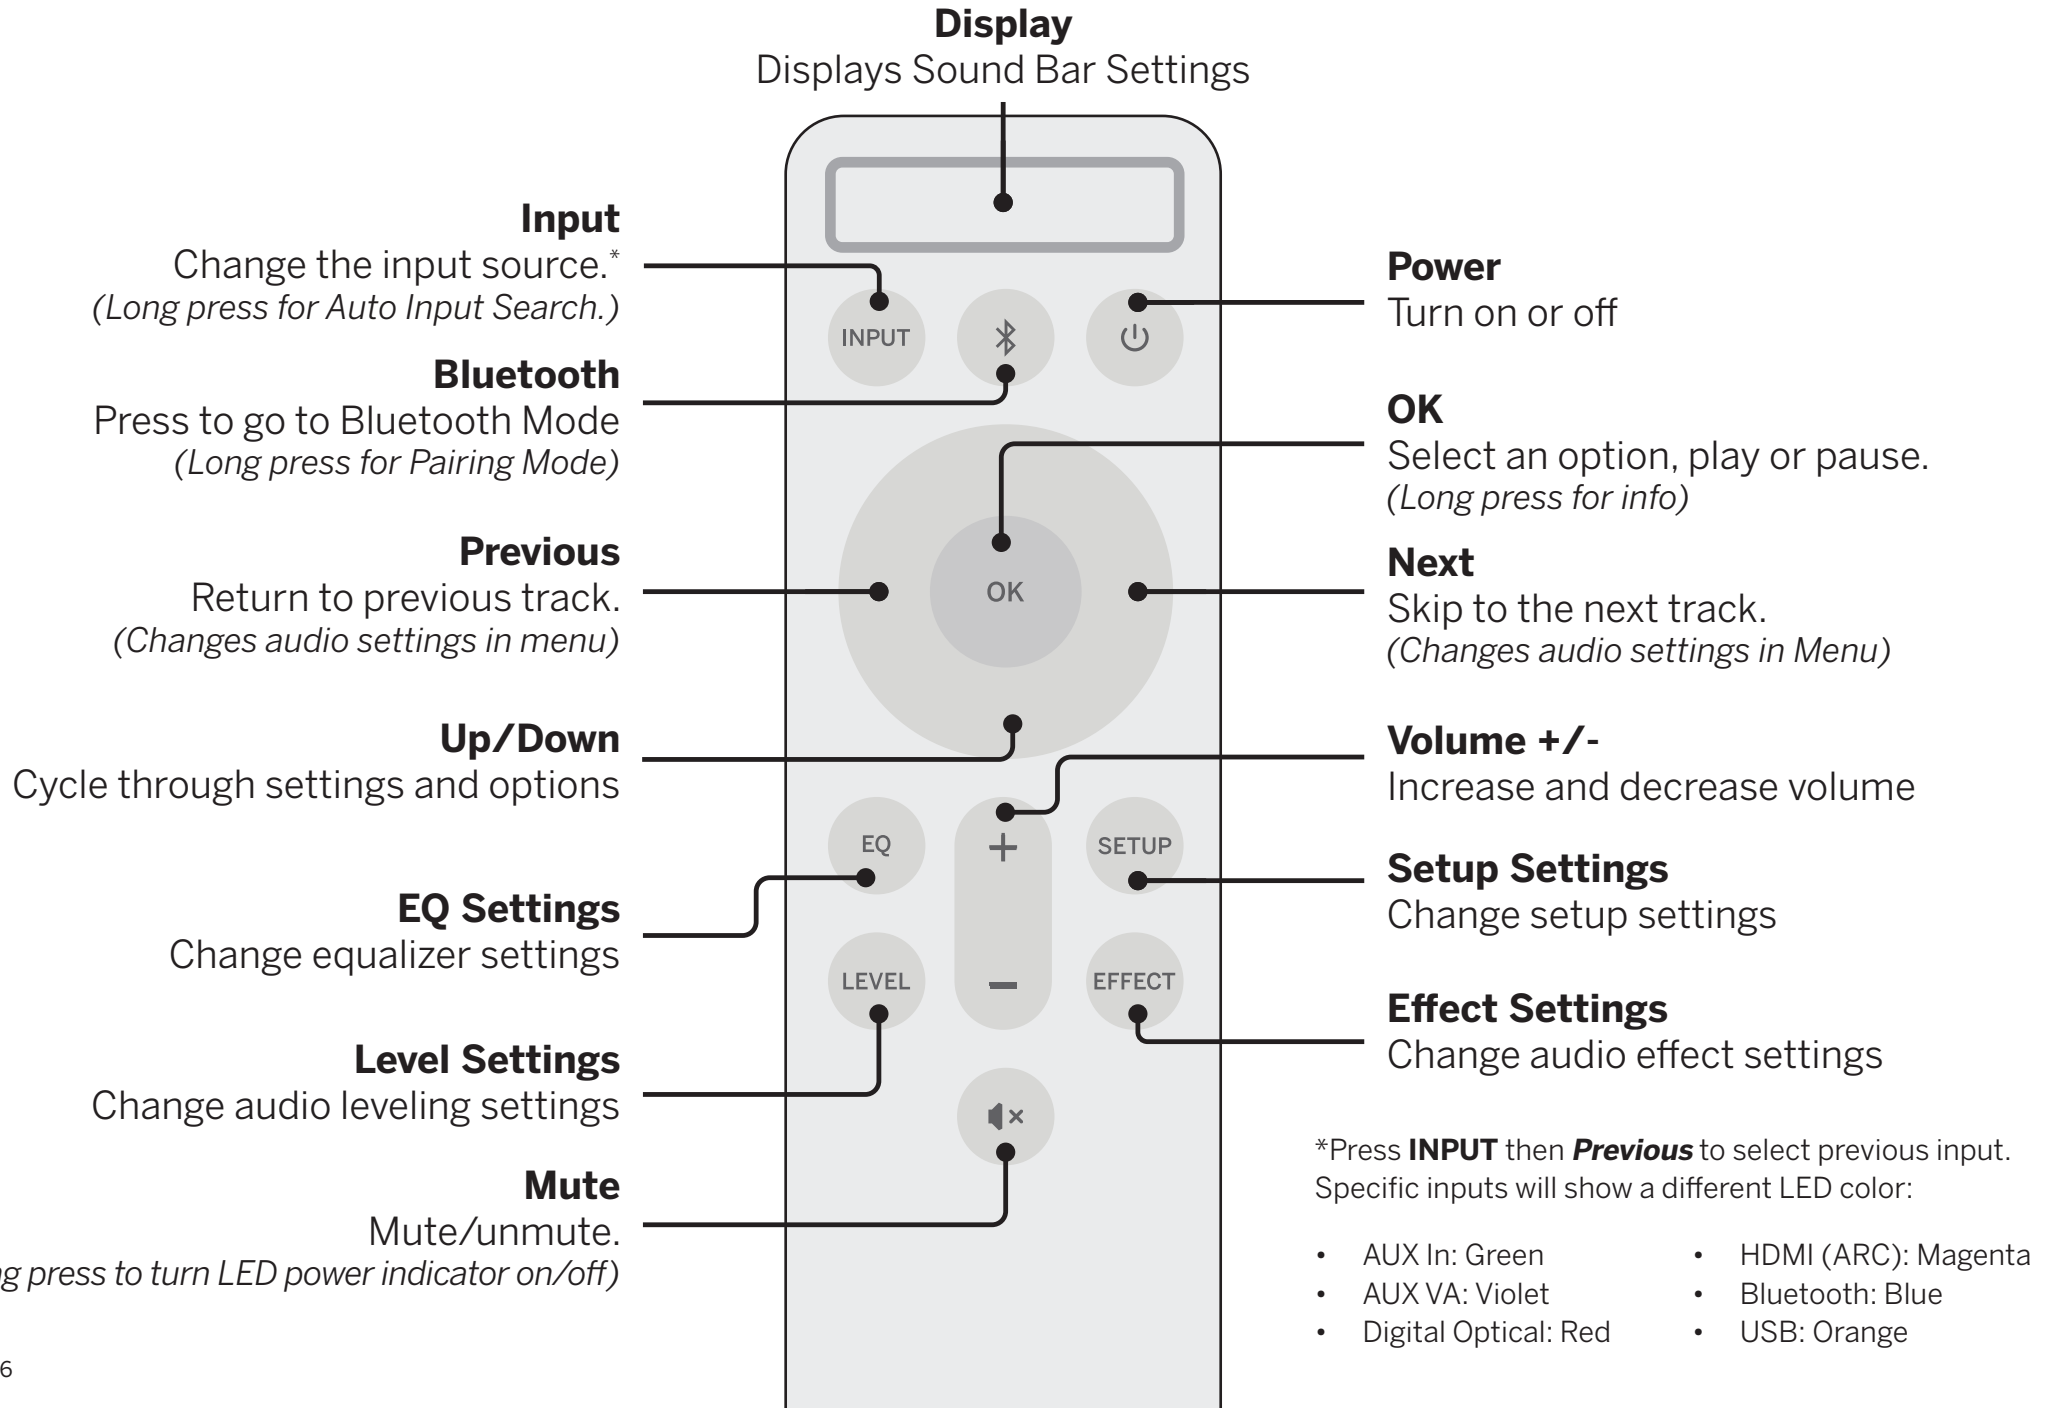 Display
Displays Sound Bar Settings
Input
Change the input source.*
(Long press for Auto Input Search.)
Bluetooth
Press to go to Bluetooth Mode
(Long press for Pairing Mode)
Previous
Return to previous track.
(Changes audio settings in menu)
Up/Down
Cycle through settings and options
EQ Settings
Change equalizer settings
Level Settings
Change audio leveling settings
Mute
Mute/unmute.
press to turn LED power indicator on/off)
INPUT
OK
EQ
+
SETUP
LEVEL
-
EFFECT
Power
Turn on or off
OK
Select an option, play or pause.
(Long press for info)
Next
Skip to the next track.
(Changes audio settings in Menu)
Volume +/-
Increase and decrease volume
Setup Settings
Change setup settings
Effect Settings
Change audio effect settings
*Press INPUT then Previous to select previous input.
Specific inputs will show a different LED color:
• AUX In: Green
• AUX VA: Violet
• Digital Optical: Red
• HDMI (ARC): Magenta
• Bluetooth: Blue
• USB: Orange
6